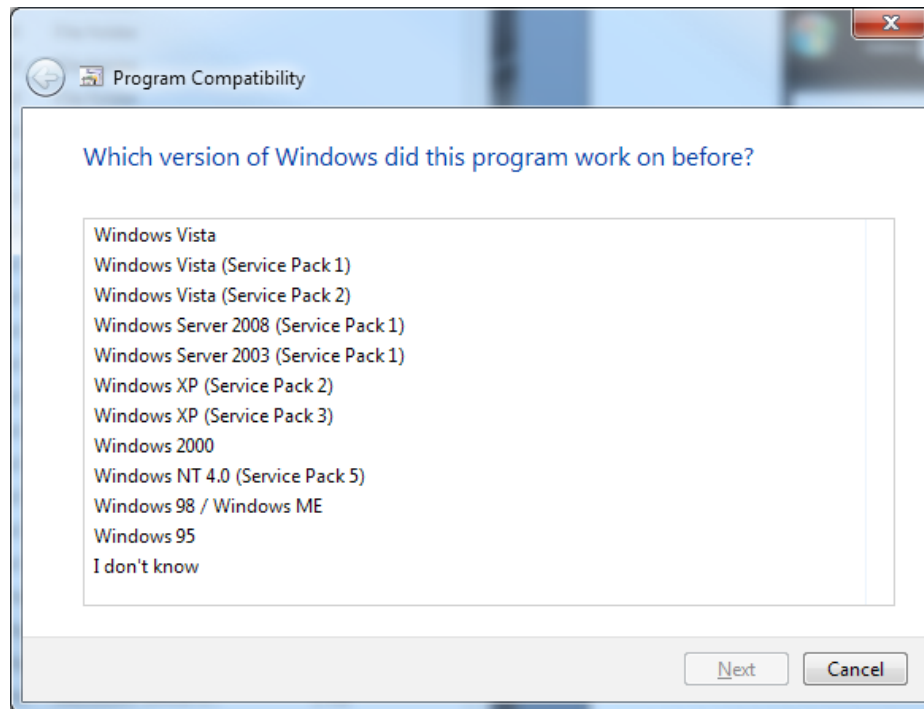 Program Compatibility
Which version of Windows did this program work on before?
Windows Vista
Windows Vista (Service Pack 1)
Windows Vista (Service Pack 2)
Windows Server 2008 (Service Pack 1)
Windows Server 2003 (Service Pack 1)
Windows XP (Service Pack 2)
Windows XP (Service Pack 3)
Windows 2000
Windows NT 4.0 (Service Pack 5)
Windows 98 / Windows ME
Windows 95
I don't know
Next Cancel